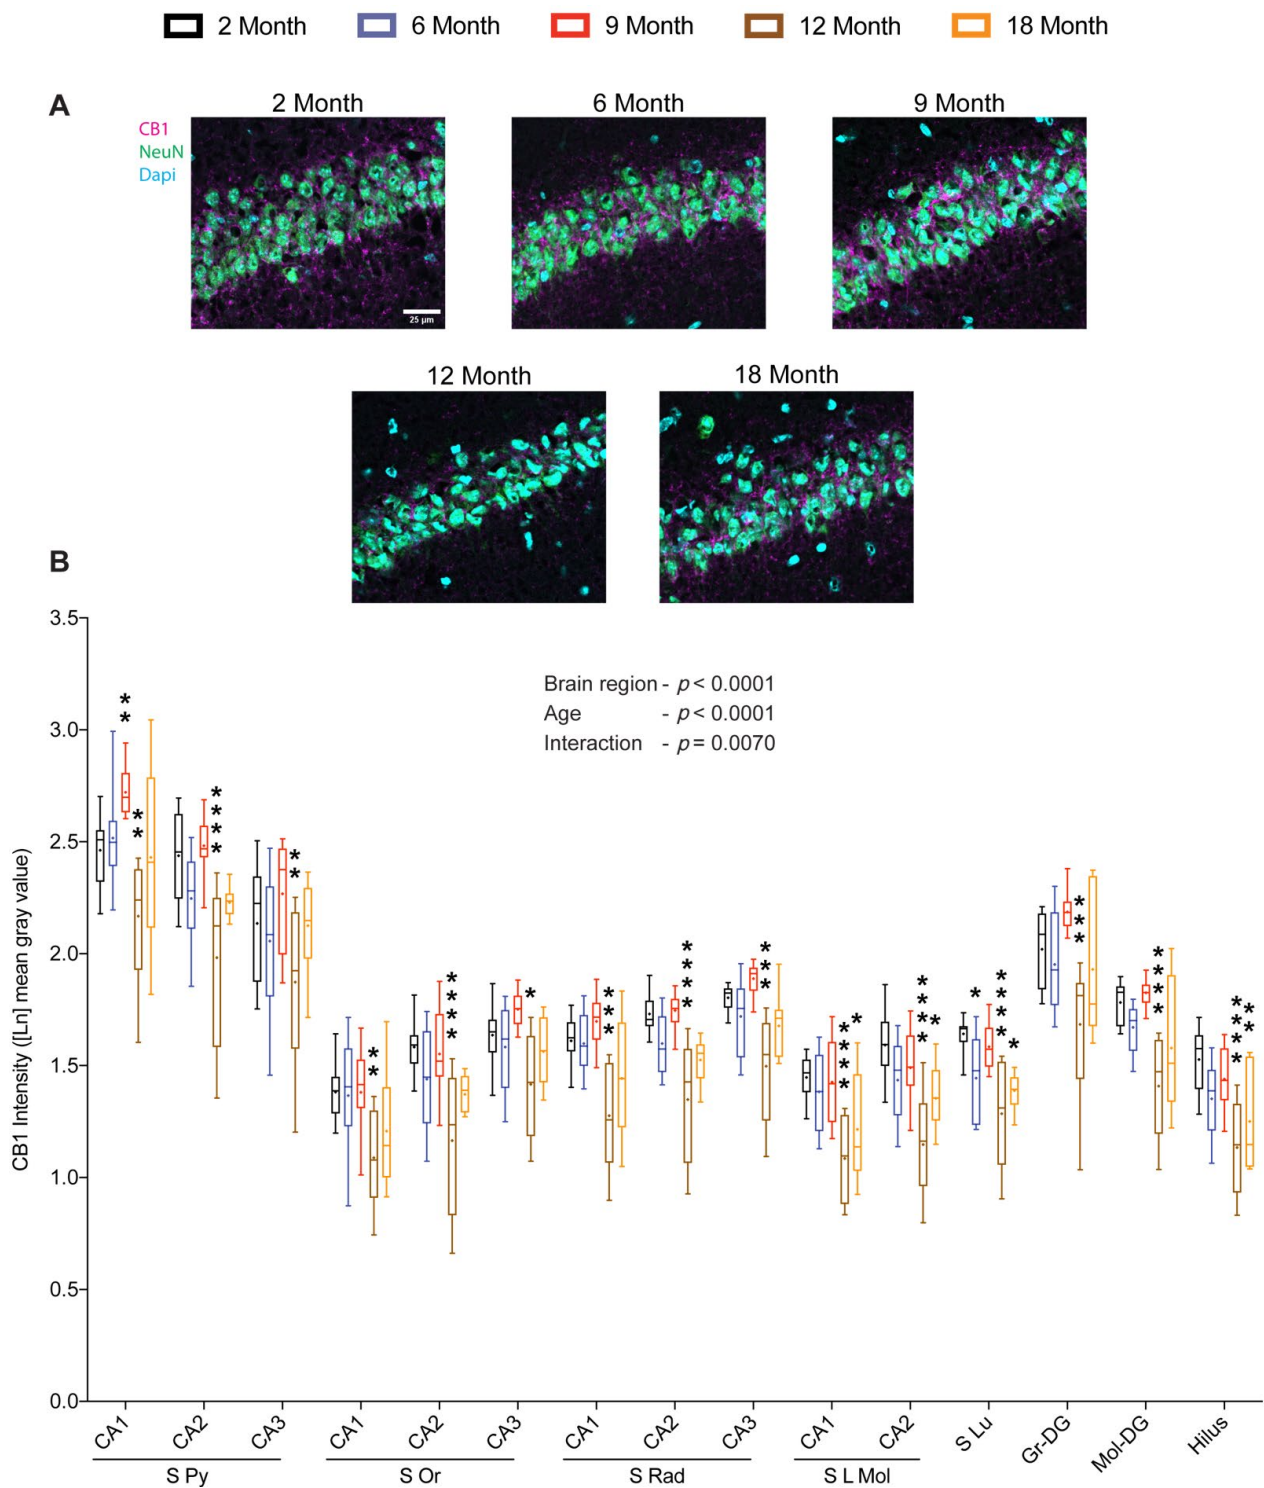 2 Month 6 Month 9 Month 12 Month 18 Month
A
2 Month 6 Month 9 Month
CB1
NeuN
Dapi
25 µm
12 Month 18 Month
B
3.5
3.0
2.5
2.0
1.5
1.0
0.5
0.0
CB1 Intensity ([Ln] mean gray value)
Brain region - p < 0.0001
Age - p < 0.0001
Interaction - p = 0.0070
** ** **** ** ** **** * *** **** *** **** * **** * * **** * *** **** **** **
CA1 CA2 CA3 CA1 CA2 CA3 CA1 CA2 CA3 CA1 CA2 S Lu Gr-DG Mol-DG Hilus
S Py S Or S Rad S L Mol